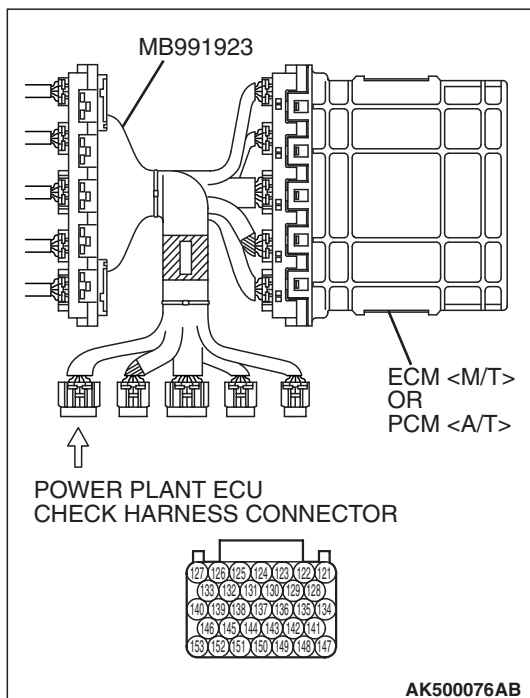 MB991923
ECM <M/T>
OR
PCM <A/T>
POWER PLANT ECU
CHECK HARNESS CONNECTOR
127 126 125 124 123 122 121
133 132 131 130 129 128
140 139 138 137 136 135 134
146 145 144 143 142 141
153 152 151 150 149 148 147
AK500076AB